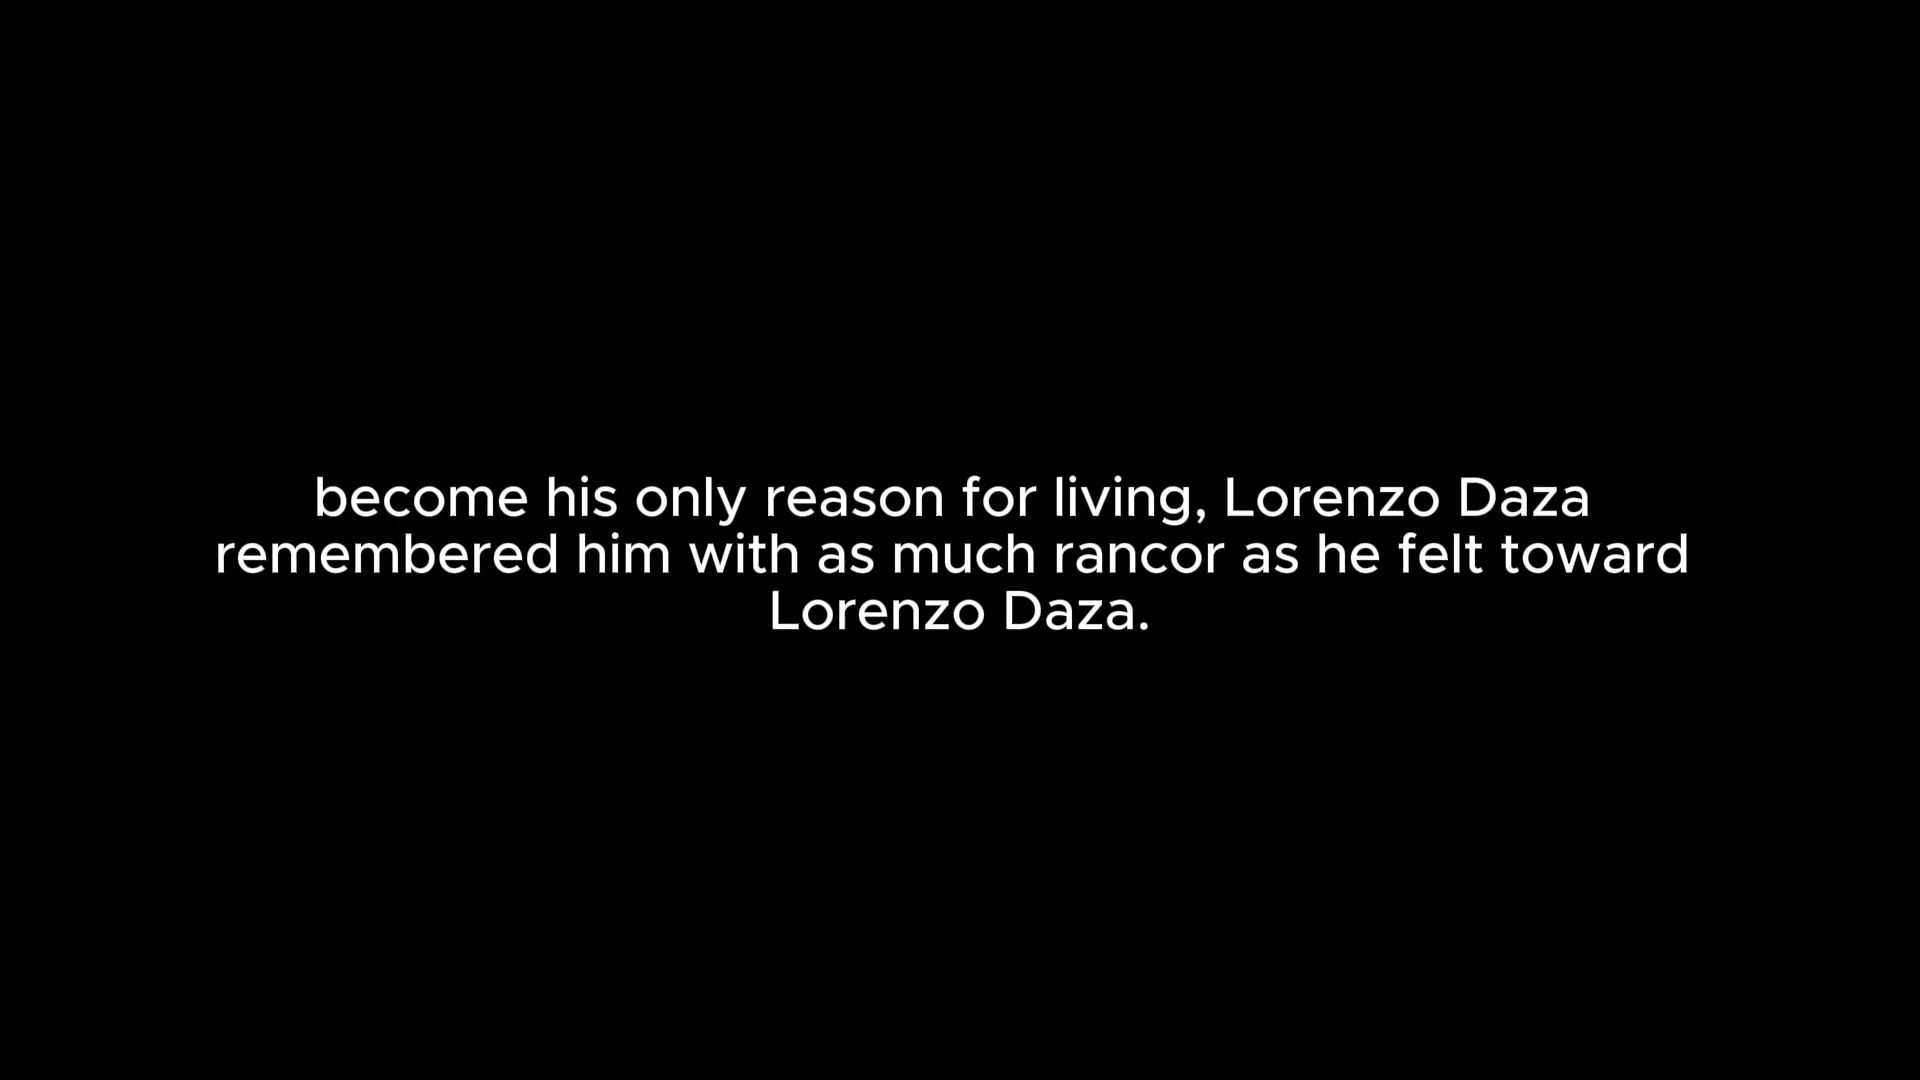 become his only reason for living, Lorenzo Daza
remembered him with as much rancor as he felt toward
Lorenzo Daza.